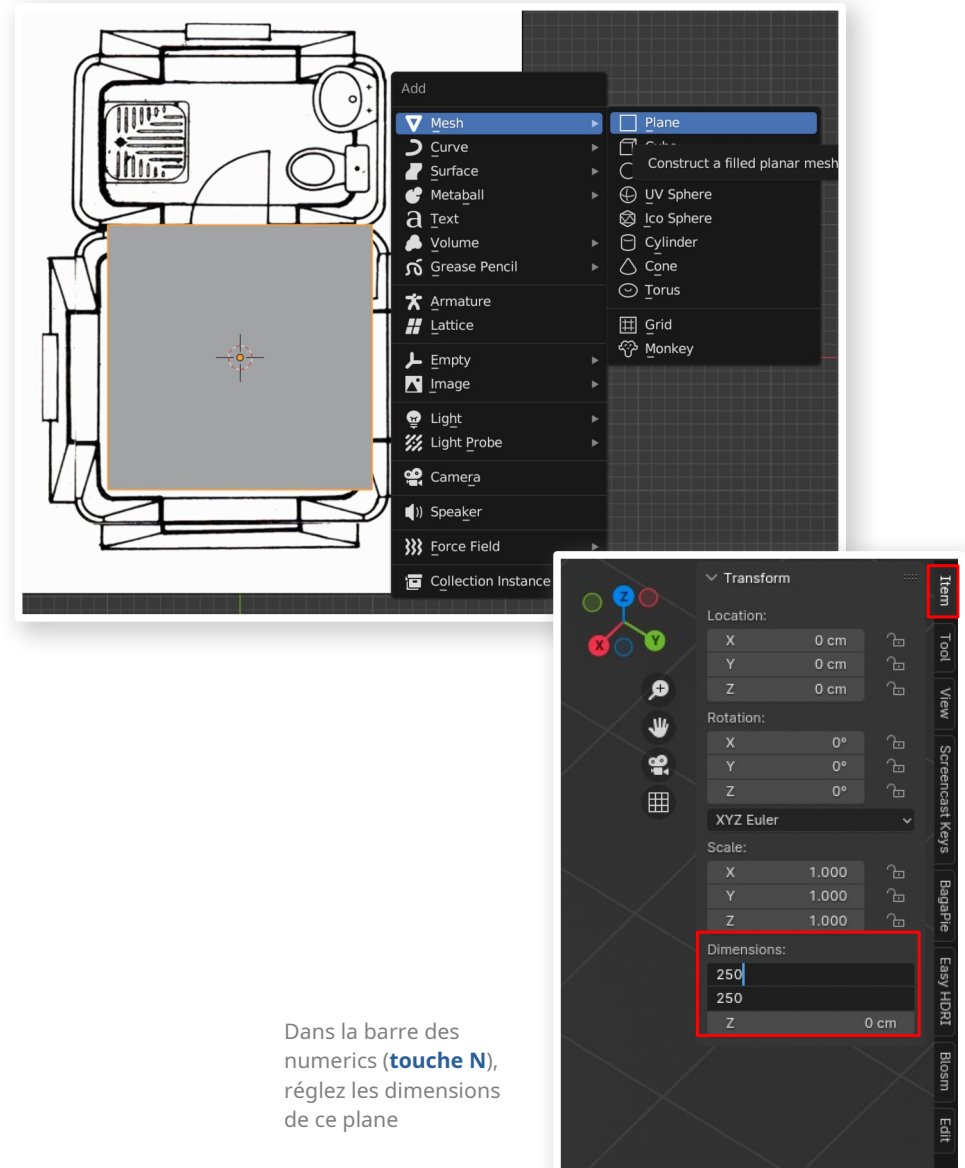 Add
Mesh
Curve
Surface
Metaball
Text
Volume
Grease Pencil
Armature
Lattice
Empty
Image
Light
Light Probe
Camera
Speaker
Force Field
Collection Instance
Plane
Construct a filled planar mesh
UV Sphere
Ico Sphere
Cylinder
Cone
Torus
Grid
Monkey
Z
X
Y
Transform
Location:
X 0 cm
Y 0 cm
Z 0 cm
Rotation:
X 0°
Y 0°
Z 0°
XYZ Euler
Scale:
X 1.000
Y 1.000
Z 1.000
Dimensions:
250
250
Z 0 cm
Item
Tool
View
Screencast Keys
BagaPie
Easy HDRI
Blosm
Edit
Dans la barre des
numerics (touche N),
réglez les dimensions
de ce plane